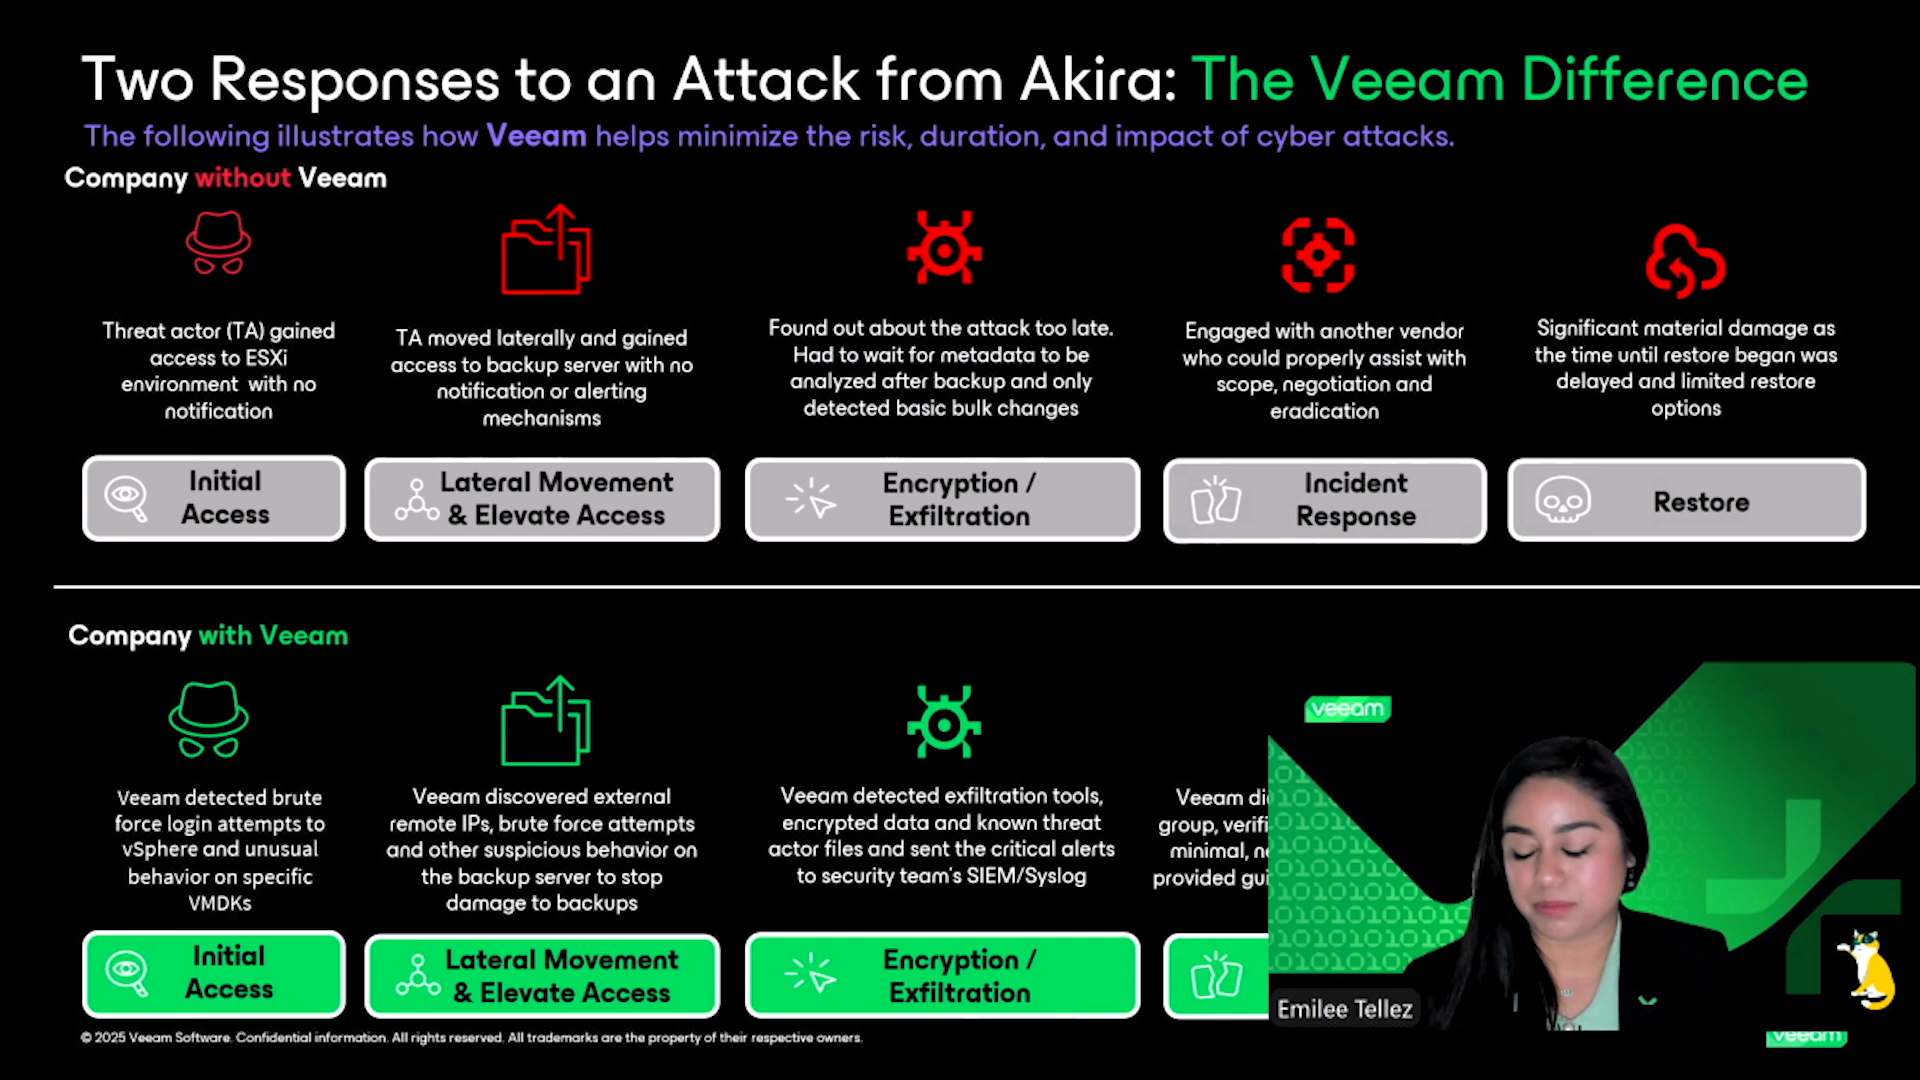 Two Responses to an Attack from Akira: The Veeam Difference
The following illustrates how Veeam helps minimize the risk, duration, and impact of cyber attacks.
Company without Veeam
Threat actor (TA) gained
access to ESXi
environment with no
notification
TA moved laterally and gained
access to backup server with no
notification or alerting
mechanisms
Found out about the attack too late.
Had to wait for metadata to be
analyzed after backup and only
detected basic bulk changes
Engaged with another vendor
who could properly assist with
scope, negotiation and
eradication
Significant material damage as
the time until restore began was
delayed and limited restore
options
Initial
Access
Lateral Movement
& Elevate Access
Encryption /
Exfiltration
Incident
Response
Restore
Company with Veeam
Veeam detected brute
force login attempts to
vSphere and unusual
behavior on specific
VMDKs
Veeam discovered external
remote IPs, brute force attempts
and other suspicious behavior on
the backup server to stop
damage to backups
Veeam detected exfiltration tools,
encrypted data and known threat
actor files and sent the critical alerts
to security team's SIEM/Syslog
Veeam
group,
minimal,
provided
Initial
Access
Lateral Movement
& Elevate Access
Encryption /
Exfiltration
veeam
Emilee Tellez
© 2025 Veeam Software. Confidential information. All rights reserved. All trademarks are the property of their respective owners.
veeam